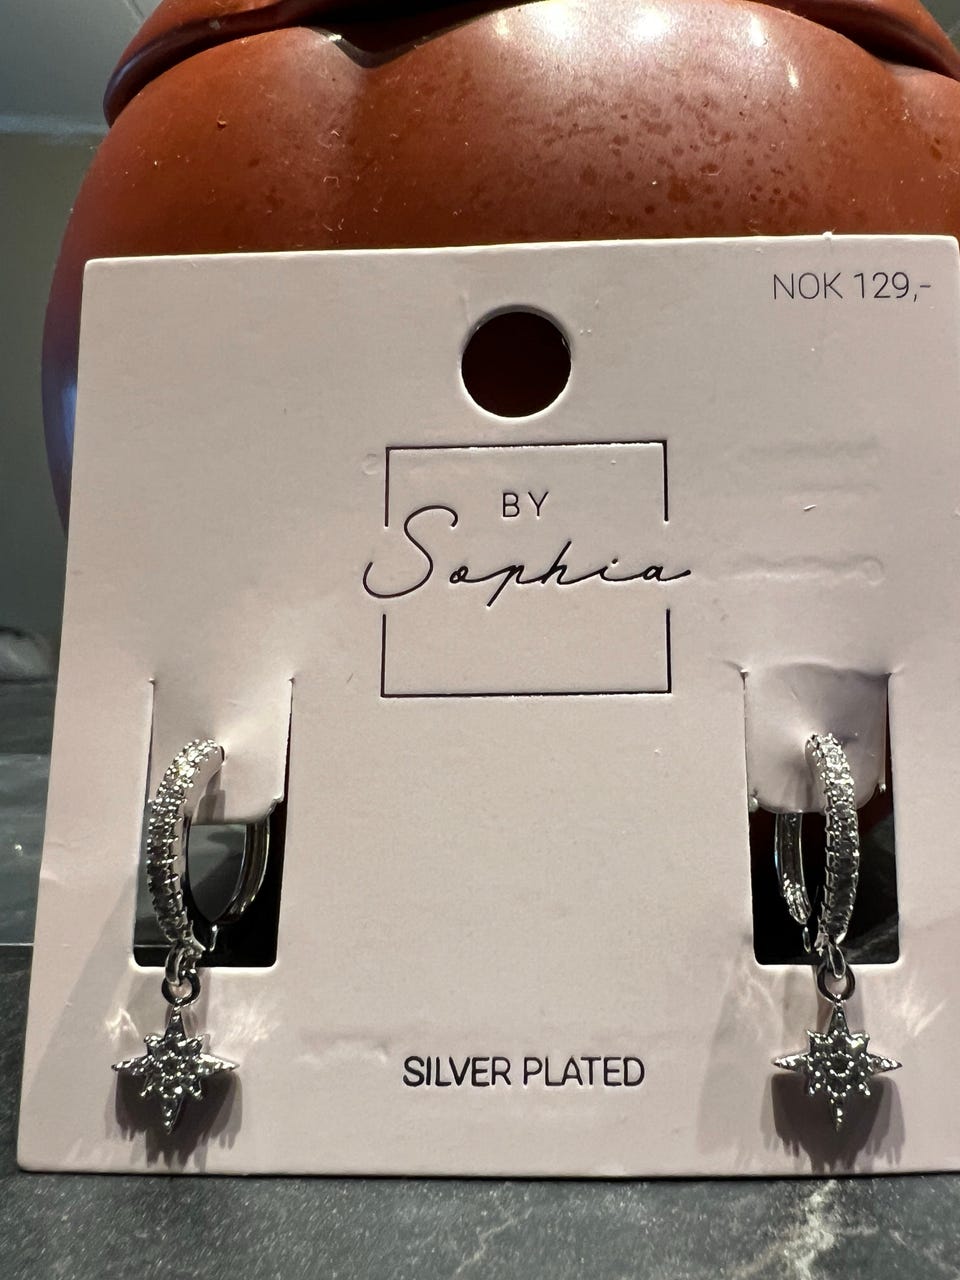 NOK 129,-
BY
Sophia
SILVER PLATED